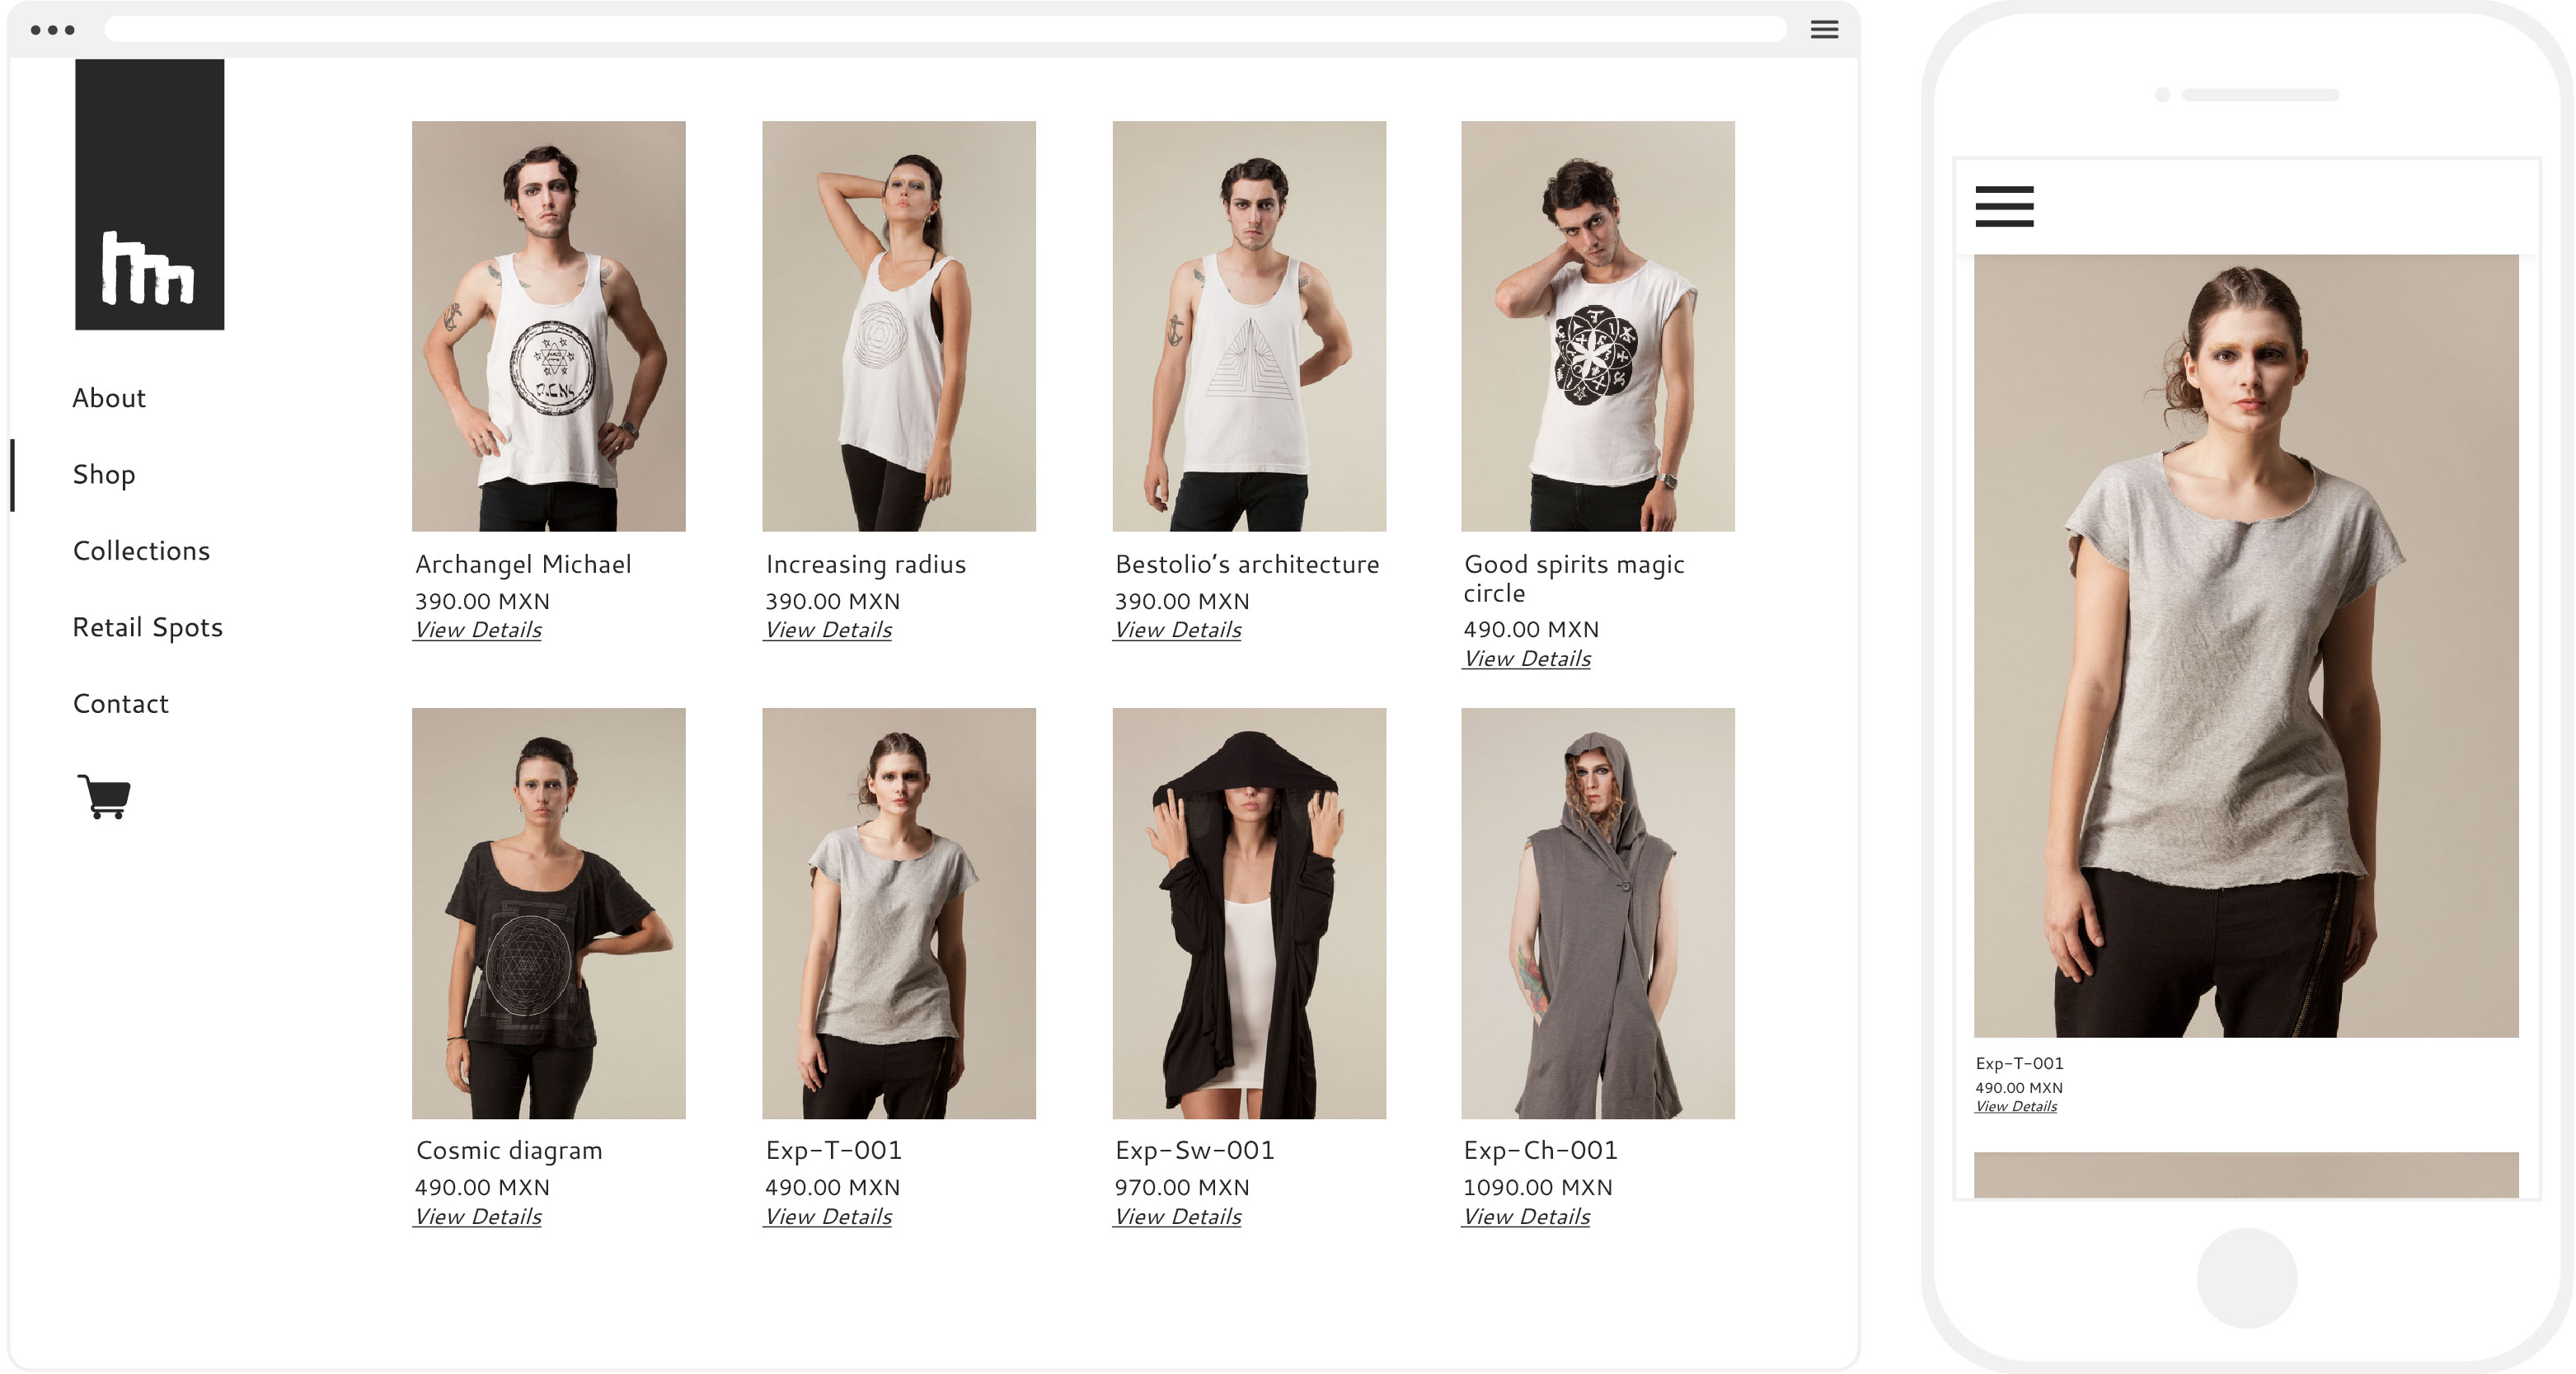 About
Shop
Collections
Retail Spots
Contact
Archangel Michael
390.00 MXN
View Details
Increasing radius
390.00 MXN
View Details
Bestolio’s architecture
390.00 MXN
View Details
Good spirits magic
circle
490.00 MXN
View Details
Cosmic diagram
490.00 MXN
View Details
Exp-T-001
490.00 MXN
View Details
Exp-Sw-001
970.00 MXN
View Details
Exp-Ch-001
1090.00 MXN
View Details
Exp-T-001
490.00 MXN
View Details